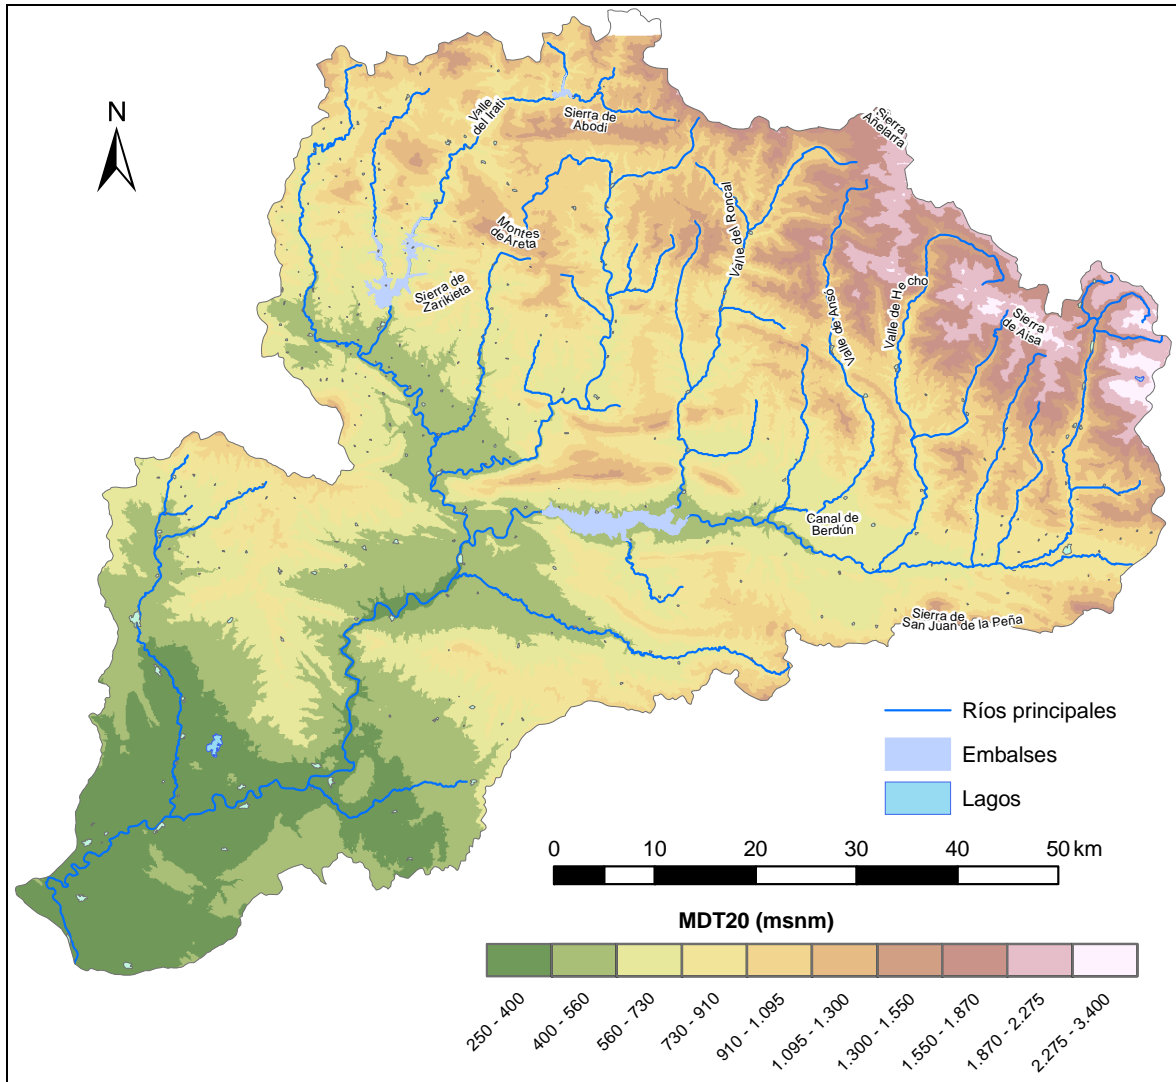 N
Valle
del Irati
Sierra de
Abodi
Sierra
Añelarra
Montes
de Areta
Valle del Roncal
Sierra de
Zarikieta
Valle de Ansó
Valle de Hecho
Sierra
de Aisa
Canal de
Berdún
Sierra de
San Juan de la Peña
Ríos principales
Embalses
Lagos
0 10 20 30 40 50 km
MDT20 (msnm)
250 - 400
400 - 560
560 - 730
730 - 910
910 - 1.095
1.095 - 1.300
1.300 - 1.550
1.550 - 1.870
1.870 - 2.275
2.275 - 3.400